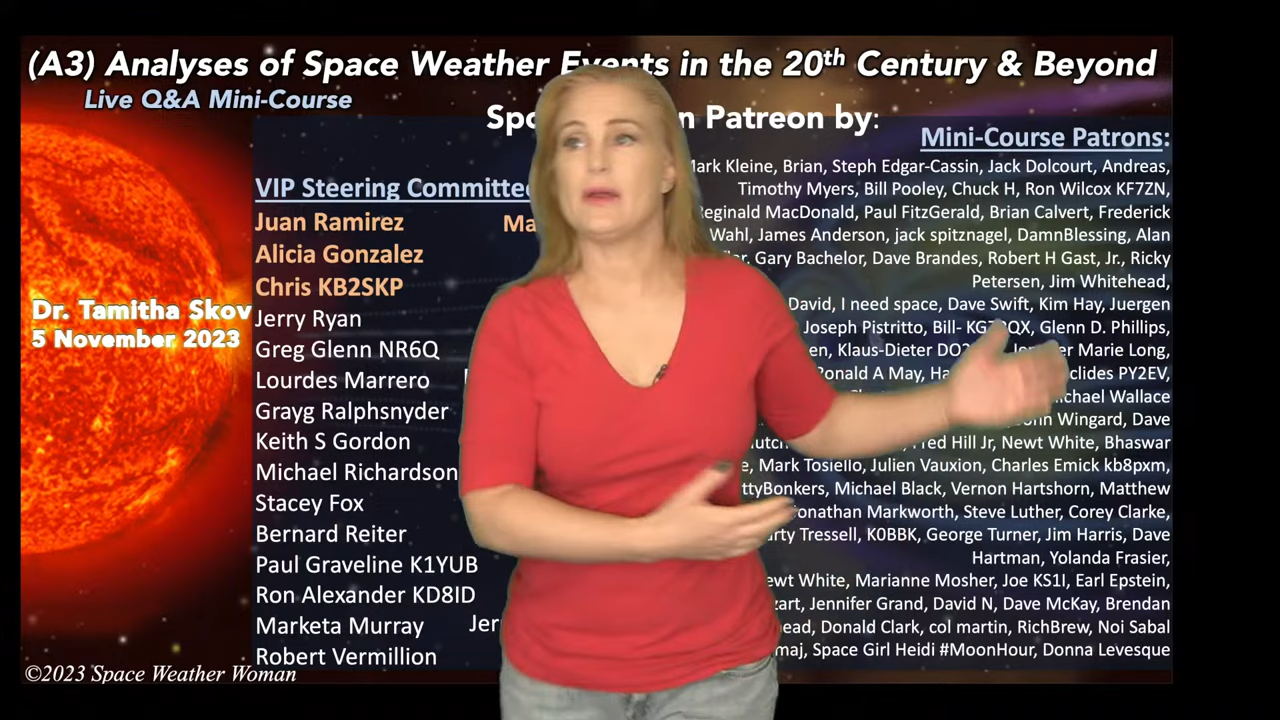 (A3) Analyses of Space Weather Events in the 20th Century & Beyond
Live Q&A Mini-Course
Patreon by:
Mini-Course Patrons:
VIP Steering Committee
Juan Ramirez
Alicia Gonzalez
Chris KB2SKP
Jerry Ryan
Greg Glenn NR6Q
Lourdes Marrero
Grayg Ralphsnyder
Keith S Gordon
Michael Richardson
Stacey Fox
Bernard Reiter
Paul Graveline K1YUB
Ron Alexander KD8ID
Marketa Murray
Robert Vermillion
Dr. Tamitha Skov
5 November 2023
Mark Kleine, Brian, Steph Edgar-Cassin, Jack Dolcourt, Andreas,
Timothy Myers, Bill Pooley, Chuck H, Ron Wilcox KF7ZN,
Reginald MacDonald, Paul FitzGerald, Brian Calvert, Frederick
Wahl, James Anderson, jack spitznagel, DamnBlessing, Alan
Gary Bachelor, Dave Brandes, Robert H Gast, Jr., Ricky
Petersen, Jim Whitehead,
David, I need space, Dave Swift, Kim Hay, Juergen
Joseph Pistritto, Bill- Glenn D. Phillips,
Klaus-Dieter Marie Long,
Ronald A May, PY2EV,
Michael Wallace
John Wingard, Dave
Fred Hill Jr, Newt White, Bhaswar
Mark Tosiello, Julien Vauxion, Charles Emick kb8pxm,
Michael Black, Vernon Hartshorn, Matthew
Jonathan Markworth, Steve Luther, Corey Clarke,
Tressell, K0BBK, George Turner, Jim Harris, Dave
Hartman, Yolanda Frasier,
Newt White, Marianne Mosher, Joe KS1I, Earl Epstein,
Jennifer Grand, David N, Dave McKay, Brendan
Donald Clark, col martin, RichBrew, Noi Sabal
Space Girl Heidi #MoonHour, Donna Levesque
©2023 Space Weather Woman